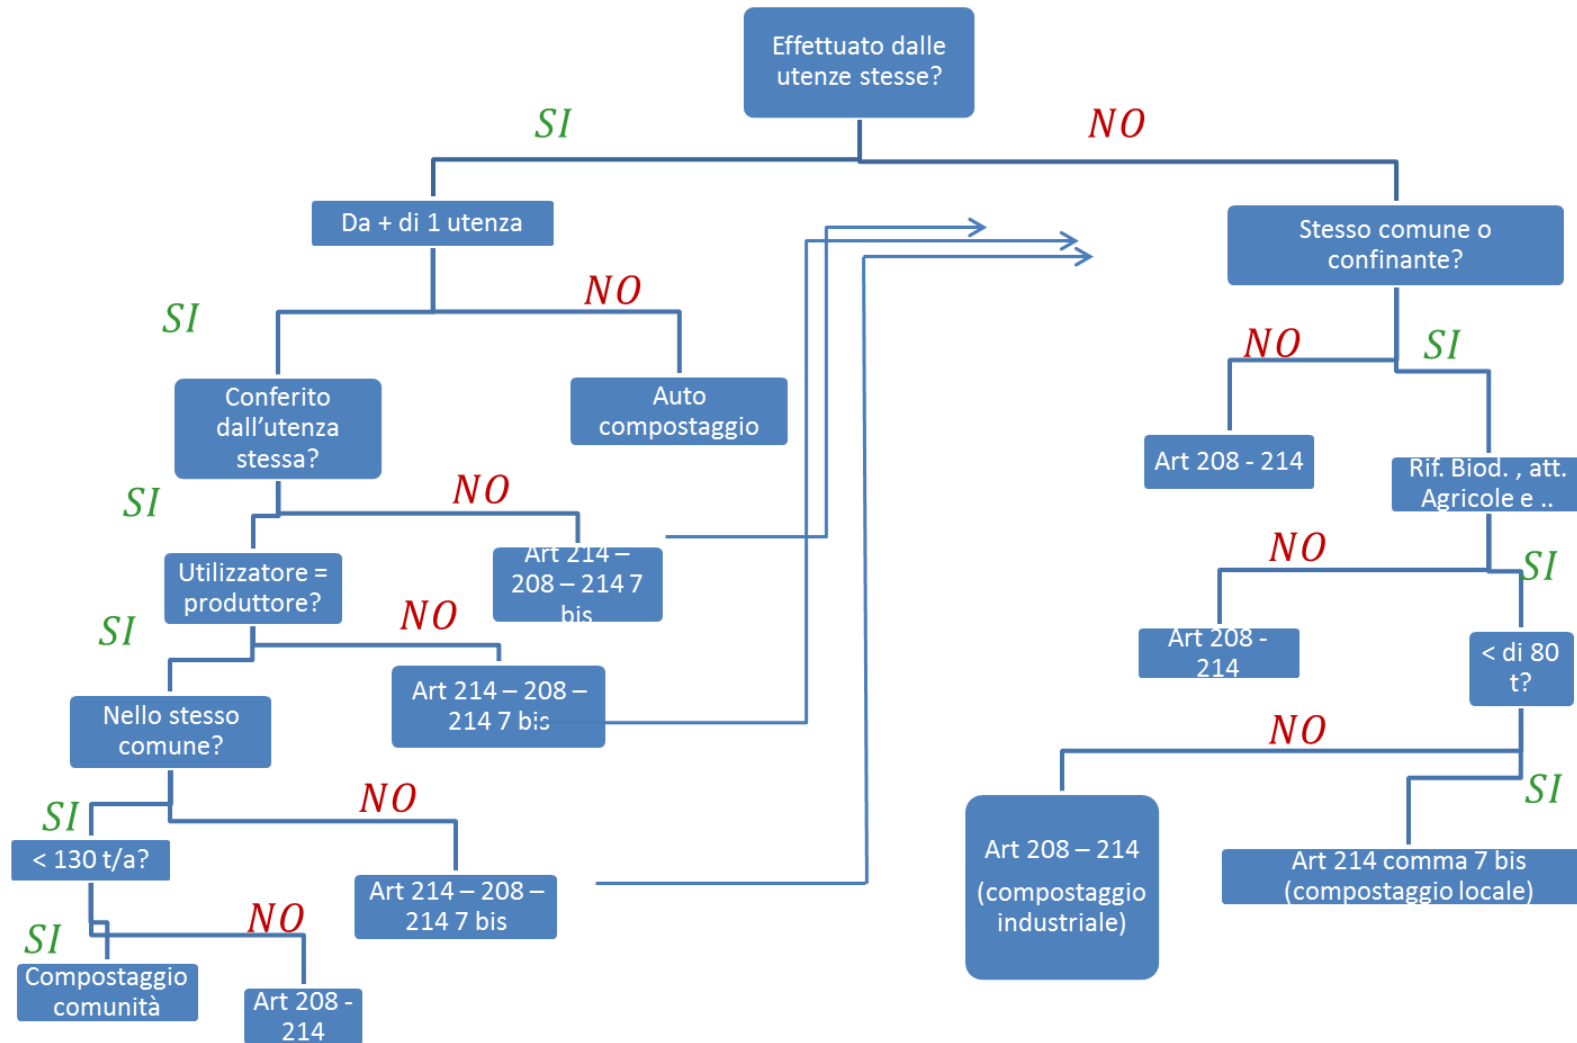 Effettuato dalle
utenze stesse?
SI
NO
Da + di 1 utenza
Stesso comune o
confinante?
SI
NO
NO
SI
Conferito
dall'utenza
stessa?
Auto
compostaggio
Art 208 - 214
Rif. Biod. , att.
Agricole e ..
SI
NO
NO
SI
Utilizzatore =
produttore?
Art 214 –
208 – 214 7
bis
Art 208 -
214
< di 80
t?
SI
NO
Nello stesso
comune?
Art 214 – 208 –
214 7 bis
NO
SI
SI
NO
< 130 t/a?
Art 214 – 208 –
214 7 bis
Art 208 – 214
(compostaggio
industriale)
Art 214 comma 7 bis
(compostaggio locale)
SI
NO
Compostaggio
comunità
Art 208 -
214